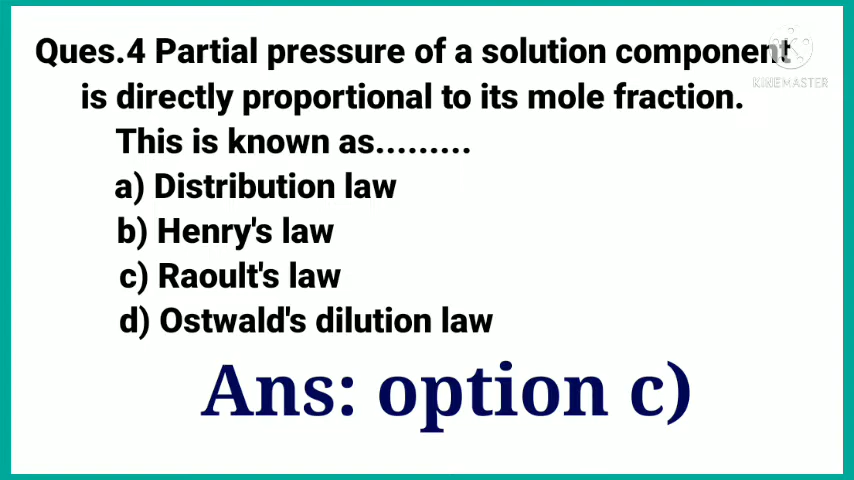 Ques.4 Partial pressure of a solution component
KINEMASTER
is directly proportional to its mole fraction.
This is known as.........
a) Distribution law
b) Henry's law
c) Raoult's law
d) Ostwald's dilution law
Ans: option c)